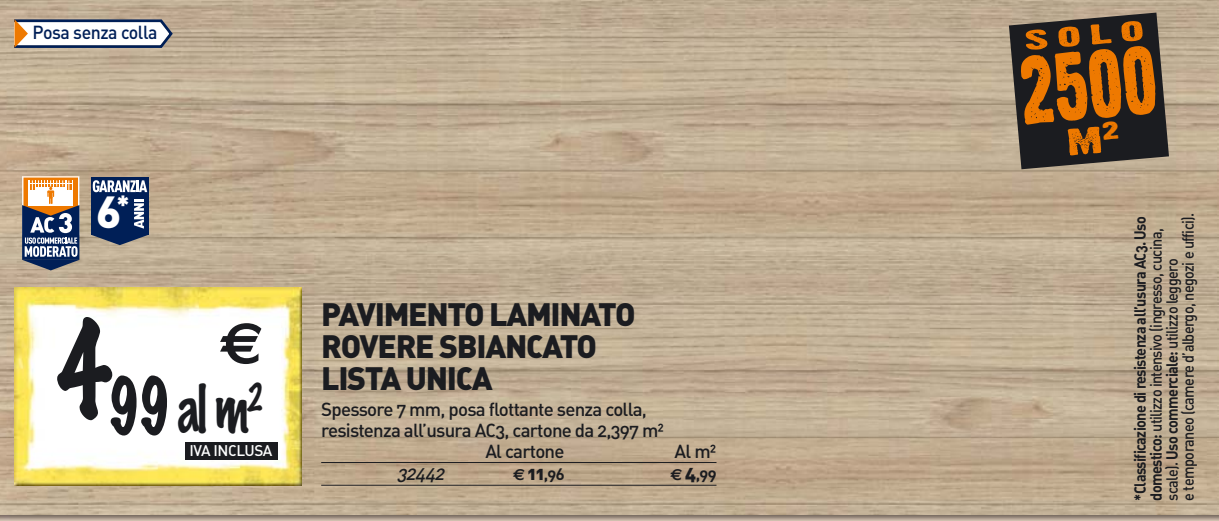 Posa senza colla
SOLO
2500
M²
AC 3
USO COMMERCIALE
MODERATO
GARANZIA
6*
ANNI
4,99 € al m²
IVA INCLUSA
PAVIMENTO LAMINATO
ROVERE SBIANCATO
LISTA UNICA
Spessore 7 mm, posa flottante senza colla,
resistenza all'usura AC3, cartone da 2,397 m²
Al cartone Al m²
32442 € 11,96 € 4,99
*Classificazione di resistenza all'usura AC3. Uso
domestico: utilizzo intensivo (ingresso, cucina,
scale). Uso commerciale: utilizzo leggero
e temporaneo (camere d'albergo, negozi e uffici).